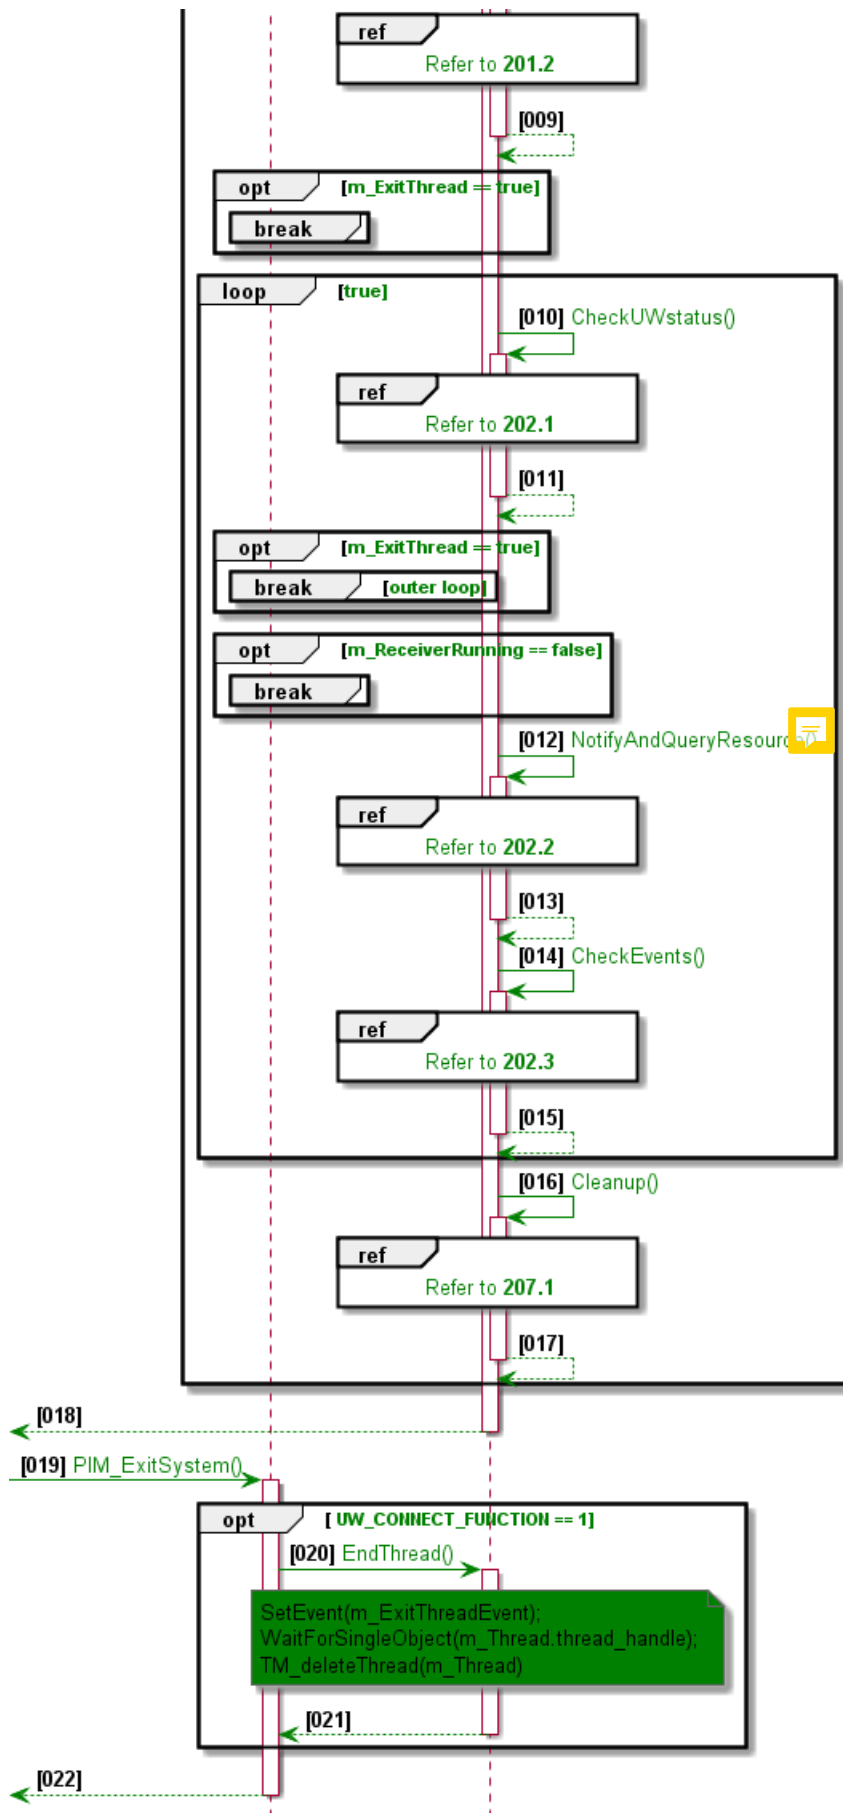 ref
Refer to 201.2
[009]
opt [m_ExitThread == true]
break
loop [true]
[010] CheckUWstatus()
ref
Refer to 202.1
[011]
opt [m_ExitThread == true]
break [outer loop]
opt [m_ReceiverRunning == false]
break
[012] NotifyAndQueryResource()
ref
Refer to 202.2
[013]
[014] CheckEvents()
ref
Refer to 202.3
[015]
[016] Cleanup()
ref
Refer to 207.1
[017]
[018]
[019] PIM_ExitSystem()
opt [ UW_CONNECT_FUNCTION == 1]
[020] EndThread()
SetEvent(m_ExitThreadEvent);
WaitForSingleObject(m_Thread.thread_handle);
TM_deleteThread(m_Thread)
[021]
[022]